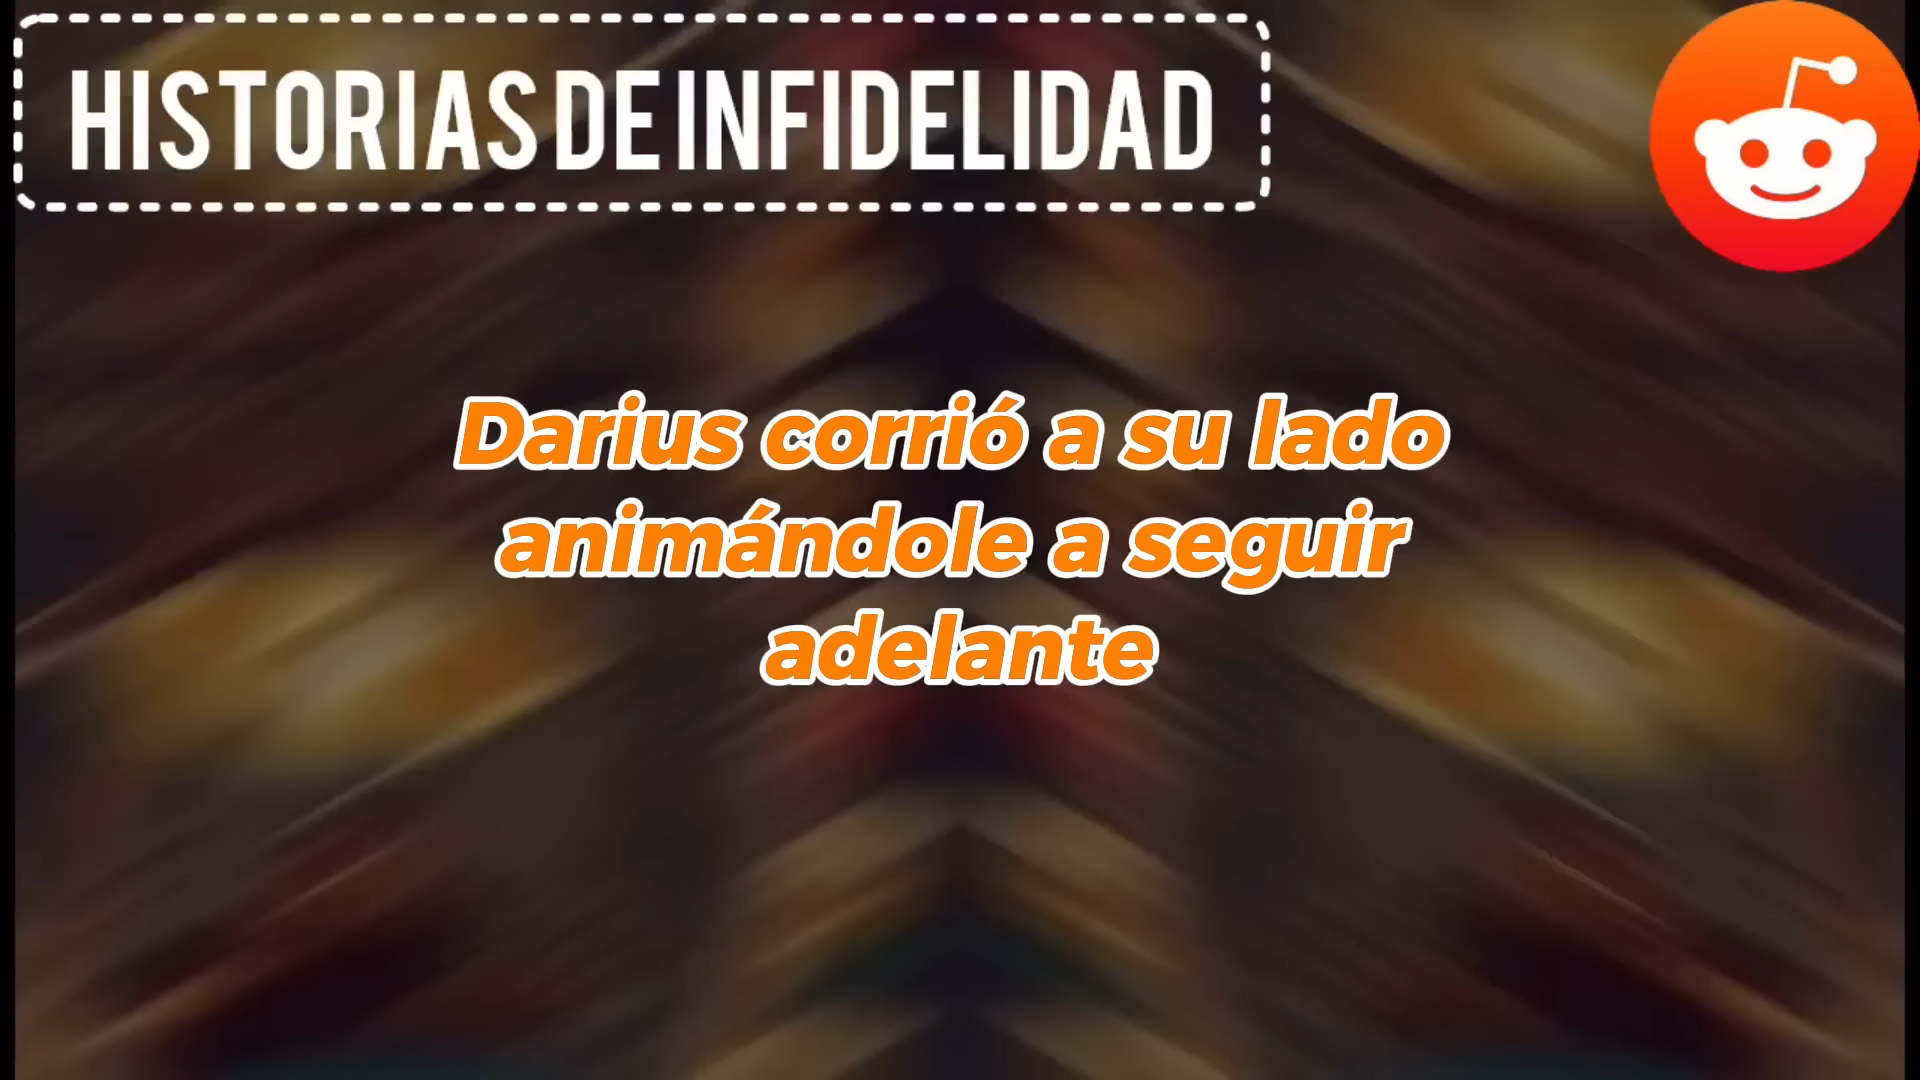 HISTORIAS DE INFIDELIDAD
Darius corrió a su lado
animándole a seguir
adelante